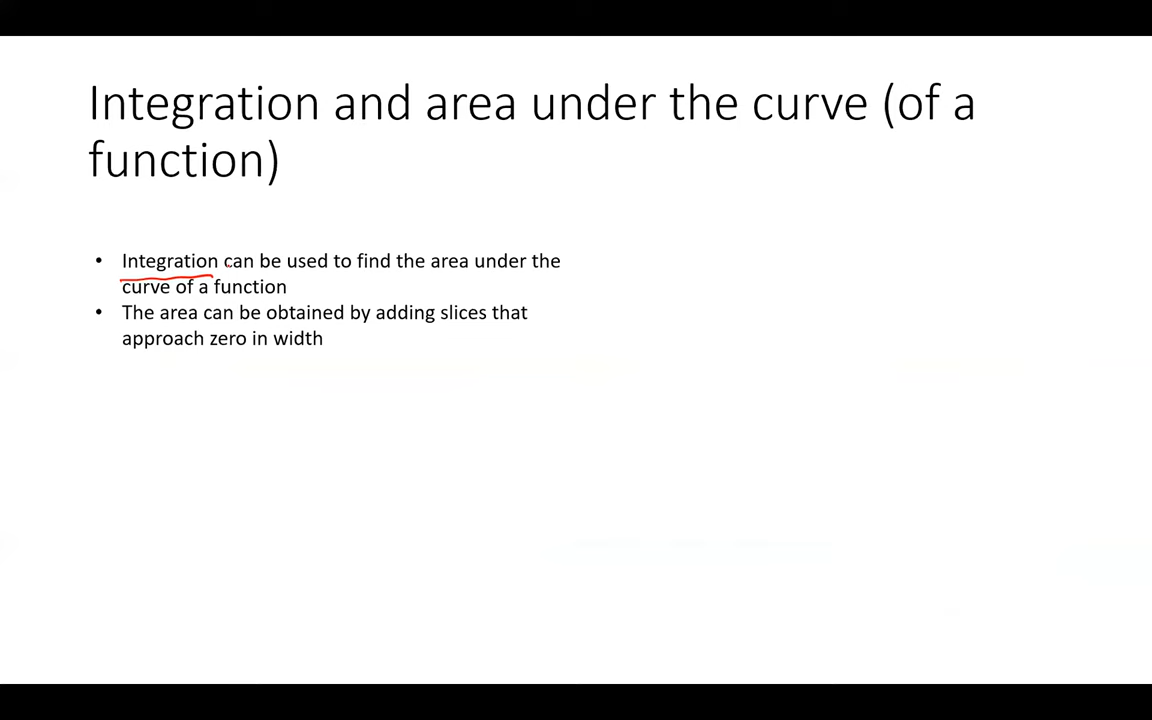 Integration and area under the curve (of a
function)
• Integration can be used to find the area under the
curve of a function
• The area can be obtained by adding slices that
approach zero in width